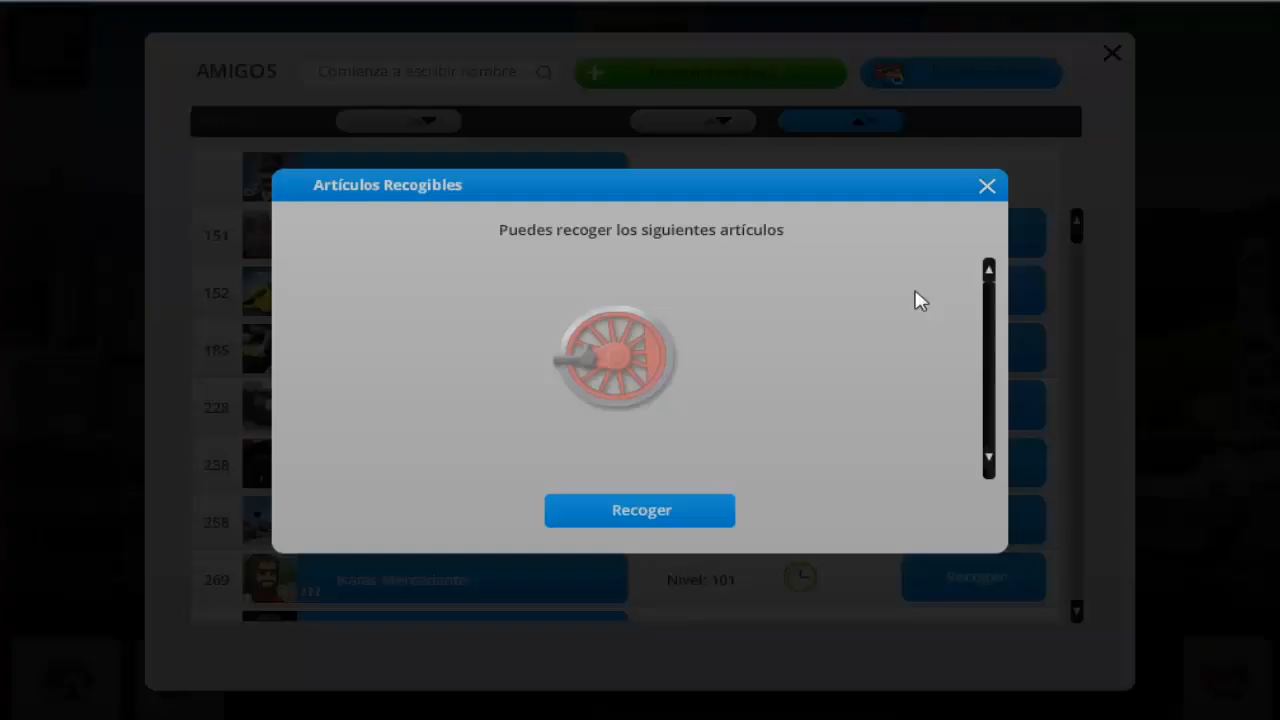 AMIGOS
Comienza a escribir nombre
Artículos Recogibles
Puedes recoger los siguientes artículos
Recoger
151
152
185
228
238
258
269
Nivel: 101
Recoger